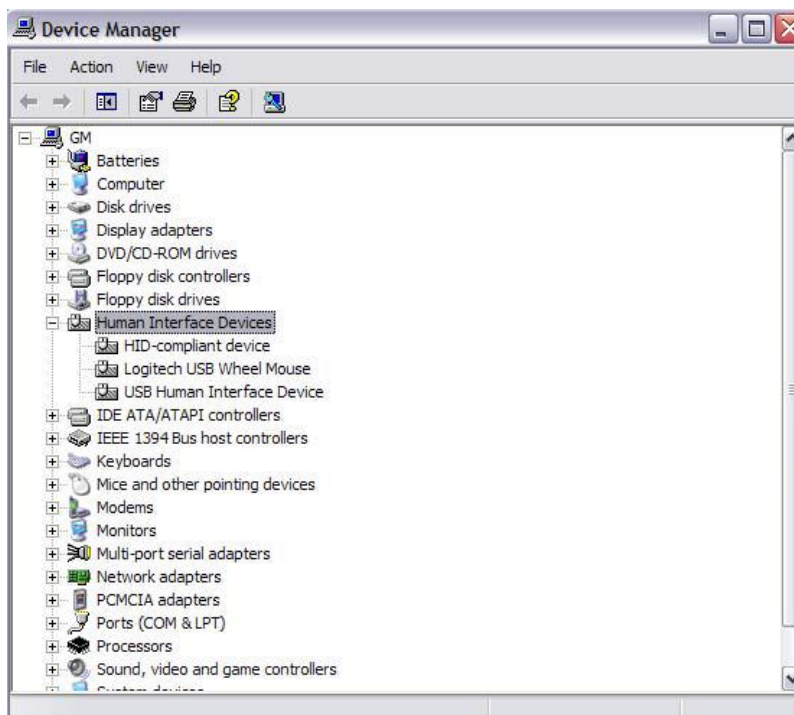 Device Manager
File Action View Help
GM
Batteries
Computer
Disk drives
Display adapters
DVD/CD-ROM drives
Floppy disk controllers
Floppy disk drives
Human Interface Devices
HID-compliant device
Logitech USB Wheel Mouse
USB Human Interface Device
IDE ATA/ATAPI controllers
IEEE 1394 Bus host controllers
Keyboards
Mice and other pointing devices
Modems
Monitors
Multi-port serial adapters
Network adapters
PCMCIA adapters
Ports (COM & LPT)
Processors
Sound, video and game controllers